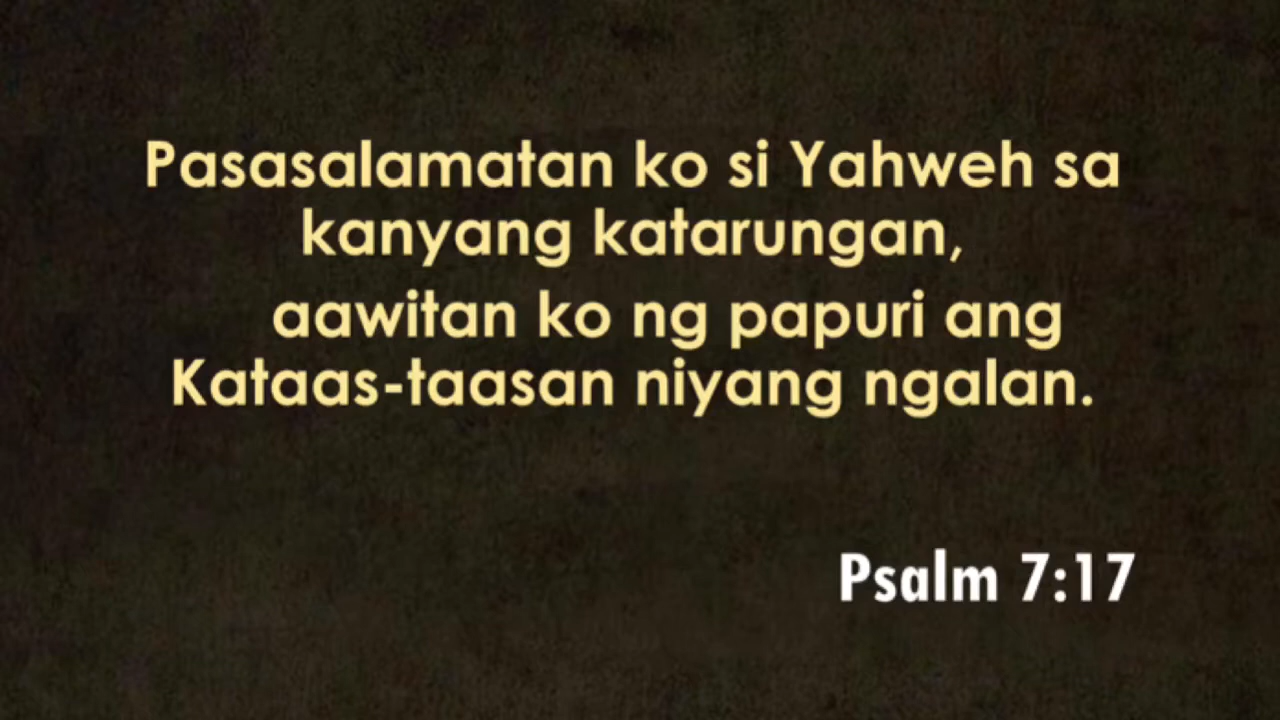 Pasasalamatan ko si Yahweh sa
kanyang katarungan,
aawitan ko ng papuri ang
Kataas-taasan niyang ngalan.
Psalm 7:17